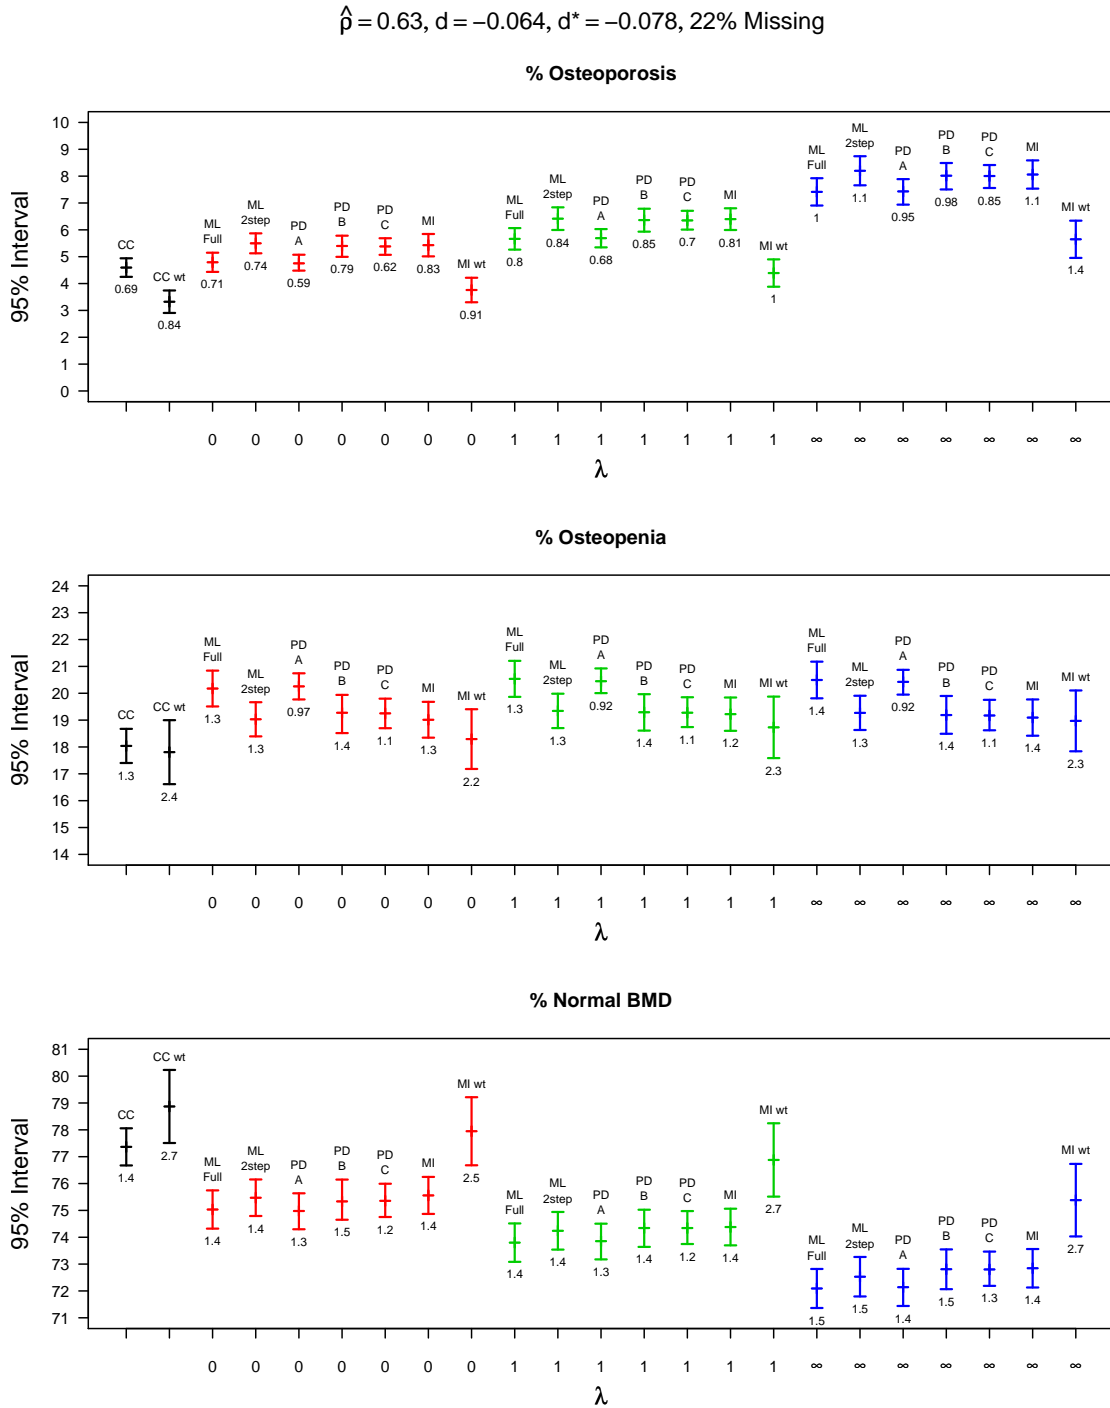 ρ̂ = 0.63, d = −0.064, d* = −0.078, 22% Missing
% Osteoporosis
95% Interval
10
9
8
7
6
5
4
3
2
1
0
CC
0.69
CC wt
0.84
ML
Full
0.71
ML
2step
0.74
PD
A
0.59
PD
B
0.79
PD
C
0.62
MI
0.83
MI wt
0.91
ML
Full
0.8
ML
2step
0.84
PD
A
0.68
PD
B
0.85
PD
C
0.7
MI
0.81
MI wt
1
ML
Full
1
ML
2step
1.1
PD
A
0.95
PD
B
0.98
PD
C
0.85
MI
1.1
MI wt
1.4
0 0 0 0 0 0 0 1 1 1 1 1 1 1 ∞ ∞ ∞ ∞ ∞ ∞ ∞
λ
% Osteopenia
95% Interval
24
23
22
21
20
19
18
17
16
15
14
CC
1.3
CC wt
2.4
ML
Full
1.3
ML
2step
1.3
PD
A
0.97
PD
B
1.4
PD
C
1.1
MI
1.3
MI wt
2.2
ML
Full
1.3
ML
2step
1.3
PD
A
0.92
PD
B
1.4
PD
C
1.1
MI
1.2
MI wt
2.3
ML
Full
1.4
ML
2step
1.3
PD
A
0.92
PD
B
1.4
PD
C
1.1
MI
1.4
MI wt
2.3
0 0 0 0 0 0 0 1 1 1 1 1 1 1 ∞ ∞ ∞ ∞ ∞ ∞ ∞
λ
% Normal BMD
95% Interval
81
80
79
78
77
76
75
74
73
72
71
CC
1.4
CC wt
2.7
ML
Full
1.4
ML
2step
1.4
PD
A
1.3
PD
B
1.5
PD
C
1.2
MI
1.4
MI wt
2.5
ML
Full
1.4
ML
2step
1.4
PD
A
1.3
PD
B
1.4
PD
C
1.2
MI
1.4
MI wt
2.7
ML
Full
1.5
ML
2step
1.5
PD
A
1.4
PD
B
1.5
PD
C
1.3
MI
1.4
MI wt
2.7
0 0 0 0 0 0 0 1 1 1 1 1 1 1 ∞ ∞ ∞ ∞ ∞ ∞ ∞
λ